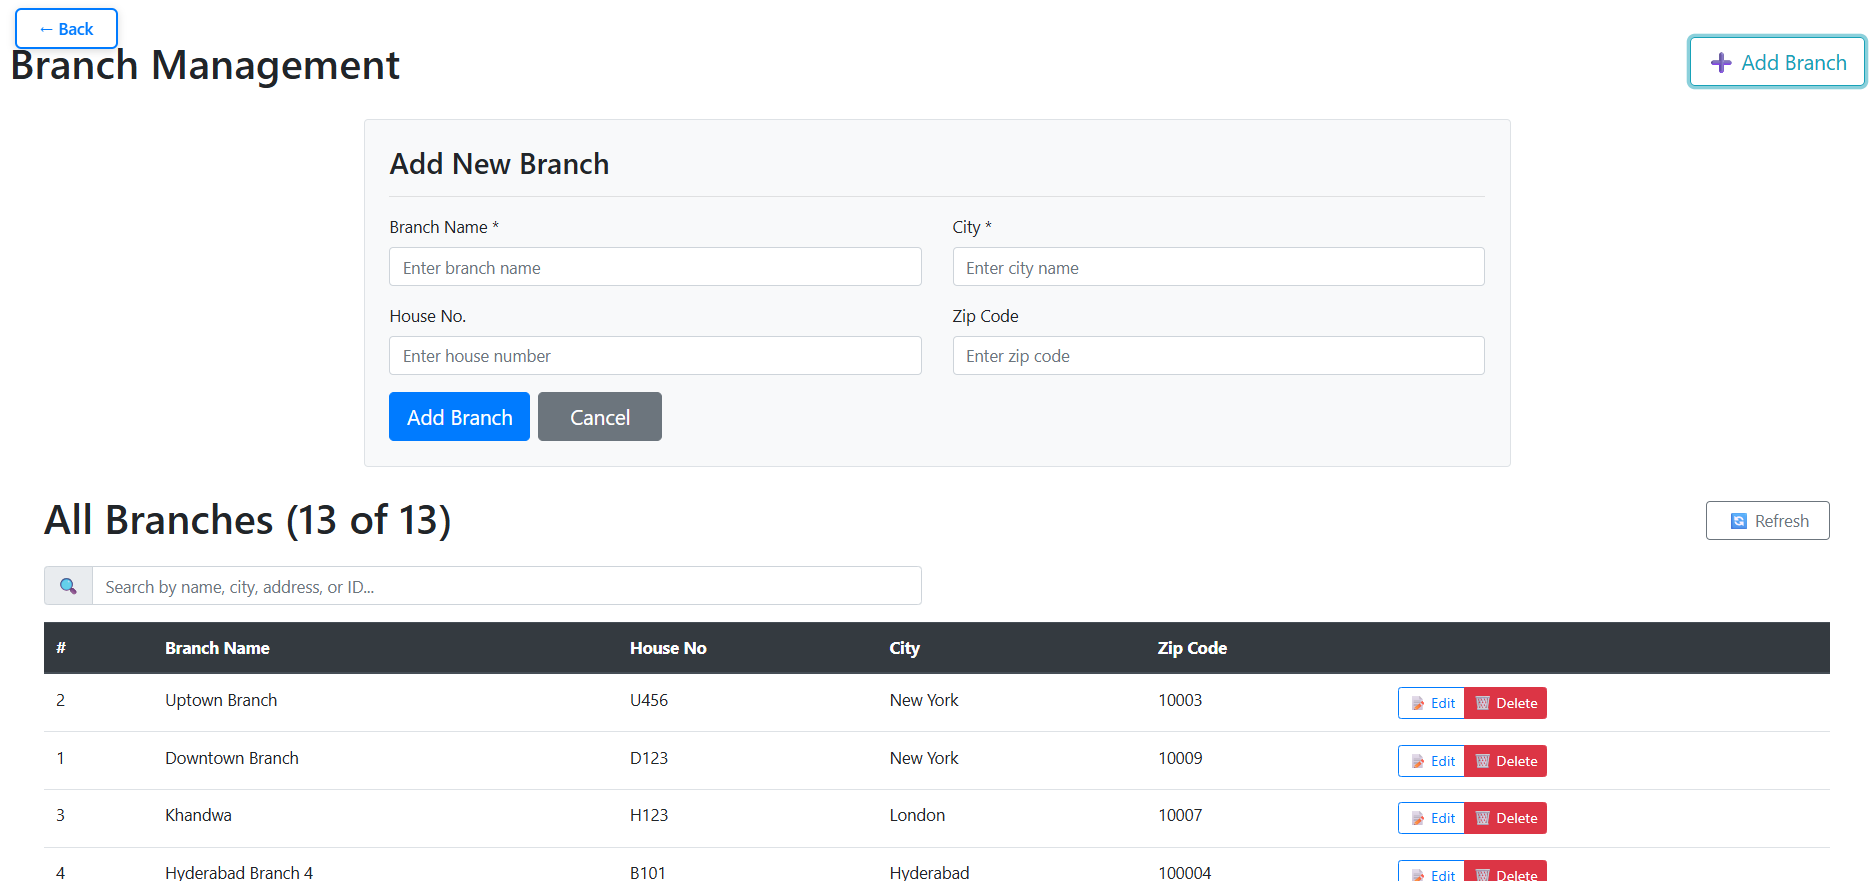 ← Back
Branch Management
Add Branch
Add New Branch
Branch Name * City *
Enter branch name Enter city name
House No. Zip Code
Enter house number Enter zip code
Add Branch Cancel
All Branches (13 of 13)
Refresh
Search by name, city, address, or ID...
# Branch Name House No City Zip Code
2 Uptown Branch U456 New York 10003 Edit Delete
1 Downtown Branch D123 New York 10009 Edit Delete
3 Khandwa H123 London 10007 Edit Delete
4 Hyderabad Branch 4 B101 Hyderabad 100004 Edit Delete